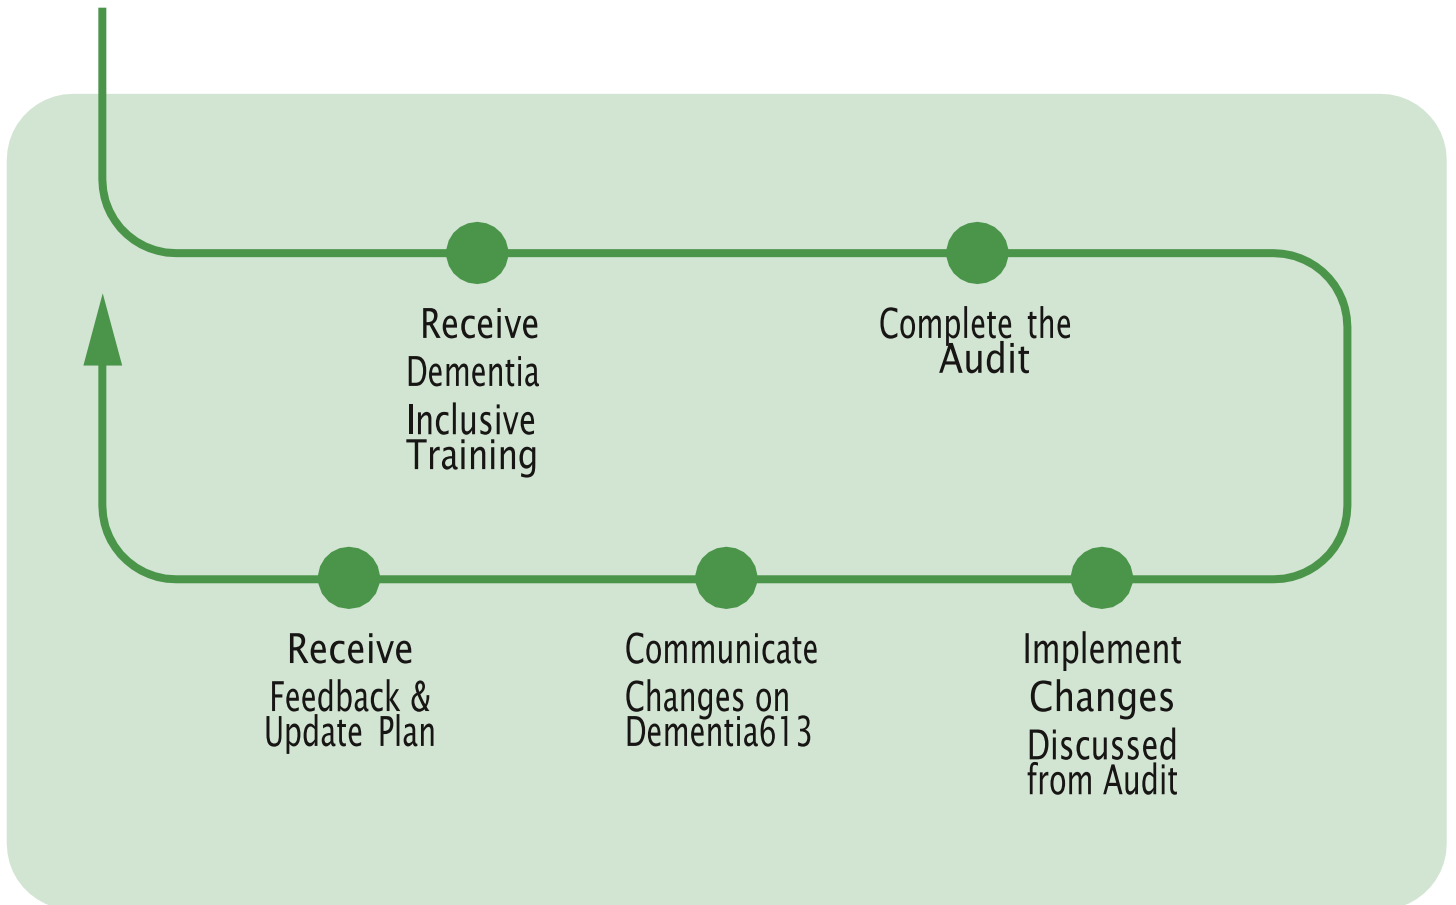 Receive
Dementia
Inclusive
Training
Complete the
Audit
Receive
Feedback &
Update Plan
Communicate
Changes on
Dementia613
Implement
Changes
Discussed
from Audit